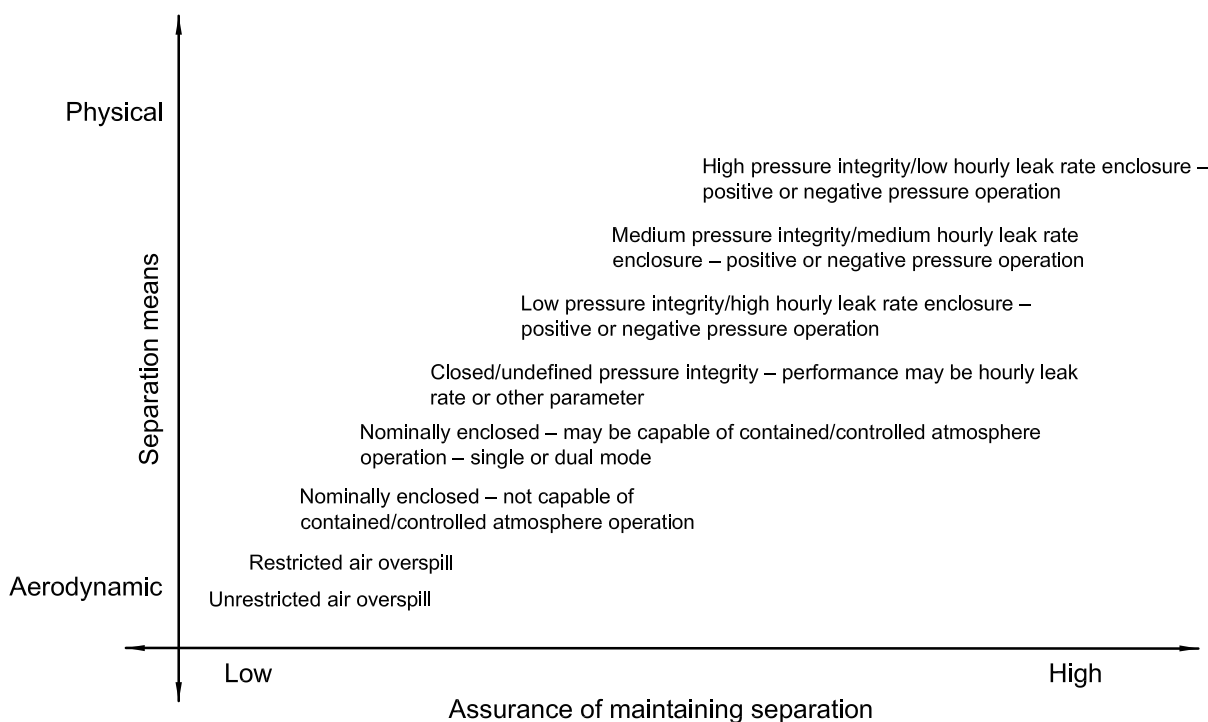 Physical
High pressure integrity/low hourly leak rate enclosure –
positive or negative pressure operation
Medium pressure integrity/medium hourly leak rate
enclosure – positive or negative pressure operation
Separation means
Low pressure integrity/high hourly leak rate enclosure –
positive or negative pressure operation
Closed/undefined pressure integrity – performance may be hourly leak
rate or other parameter
Nominally enclosed – may be capable of contained/controlled atmosphere
operation – single or dual mode
Nominally enclosed – not capable of
contained/controlled atmosphere operation
Restricted air overspill
Aerodynamic
Unrestricted air overspill
Low
High
Assurance of maintaining separation